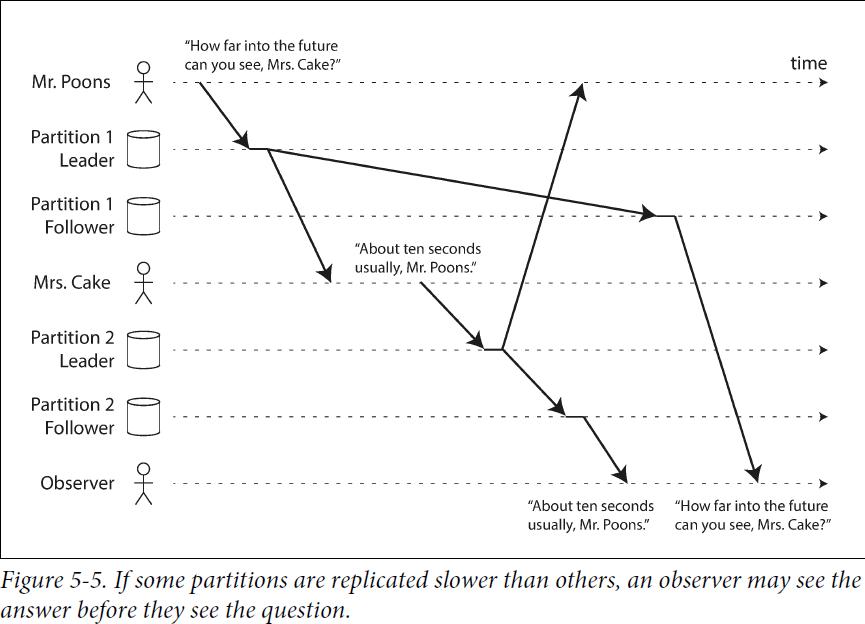 “How far into the future
can you see, Mrs. Cake?”
time
Mr. Poons
Partition 1
Leader
Partition 1
Follower
“About ten seconds
usually, Mr. Poons.”
Mrs. Cake
Partition 2
Leader
Partition 2
Follower
Observer
“About ten seconds
usually, Mr. Poons.”
“How far into the future
can you see, Mrs. Cake?”
Figure 5-5. If some partitions are replicated slower than others, an observer may see the
answer before they see the question.